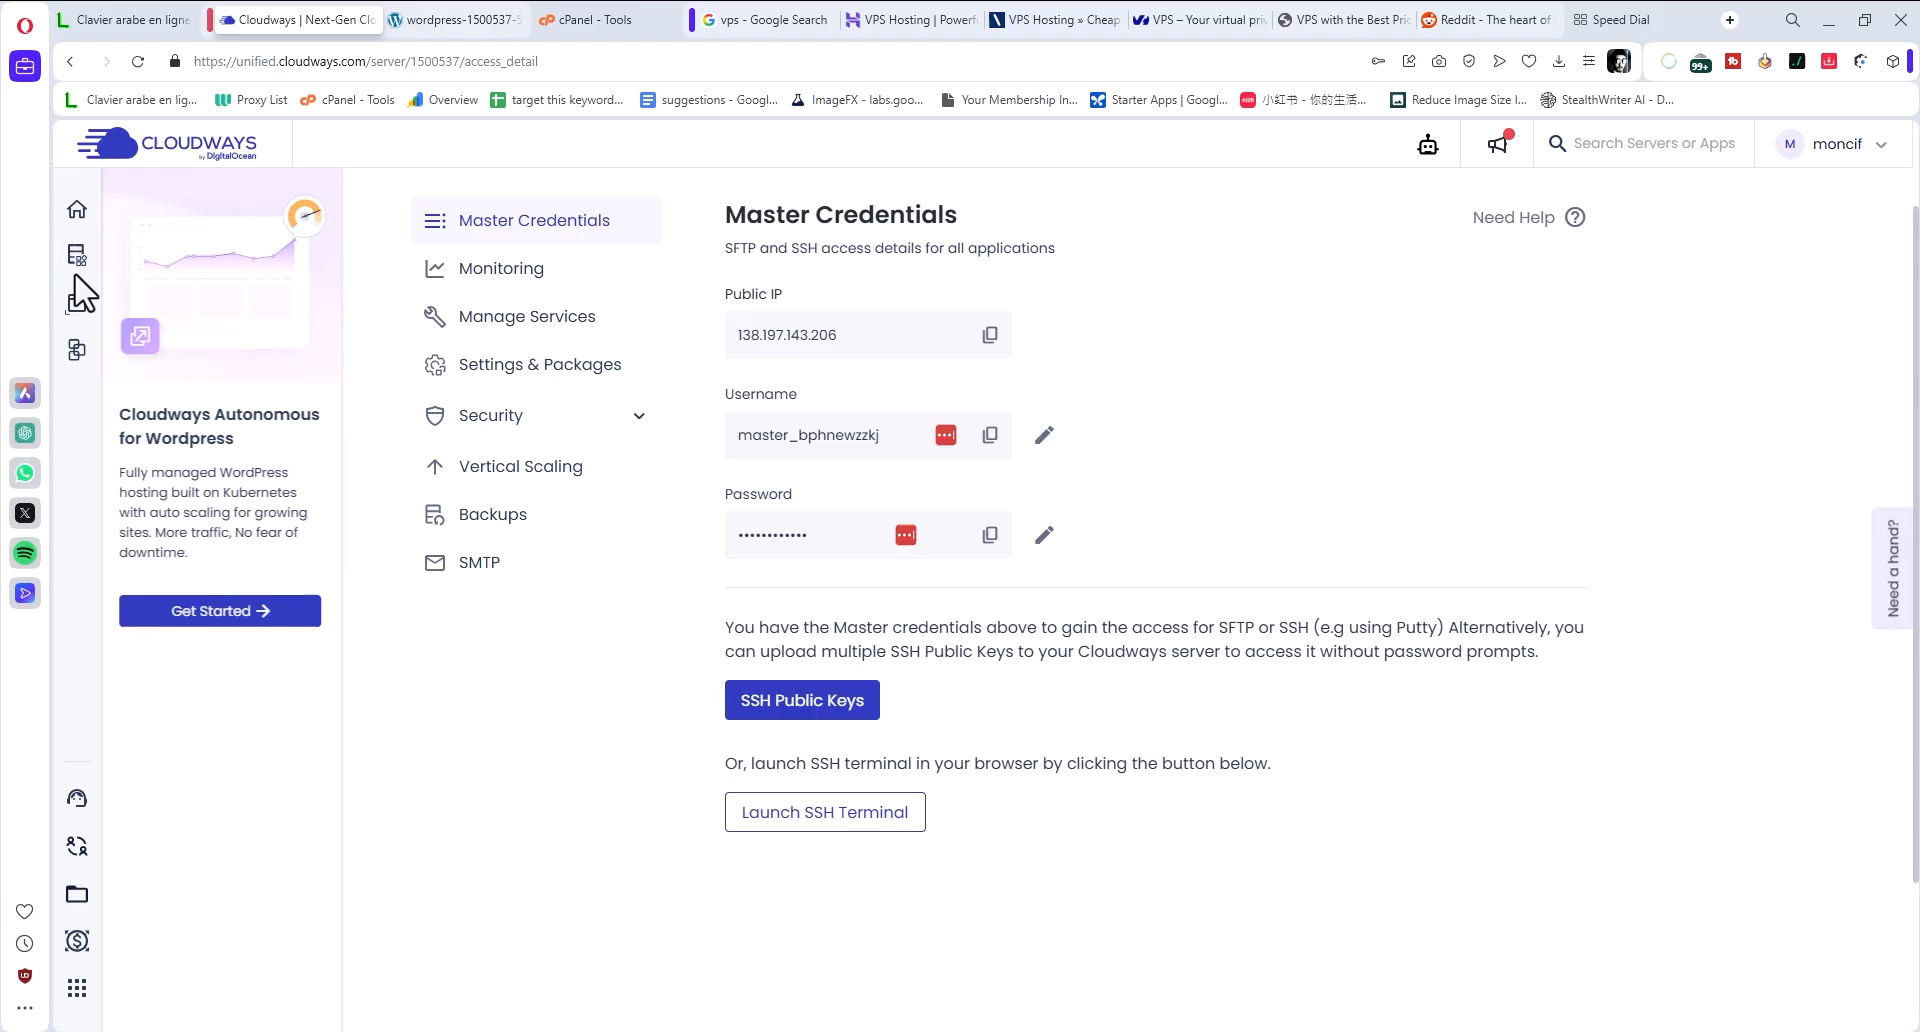 Clavier arabe en ligne
Cloudways | Next-Gen Clo
wordpress-1500537-5
cPanel - Tools
vps - Google Search
VPS Hosting | Powerfu
VPS Hosting » Cheap
VPS – Your virtual priv
VPS with the Best Pric
Reddit - The heart of
Speed Dial
https://unified.cloudways.com/server/1500537/access_detail
99+
Clavier arabe en lig...
Proxy List
cPanel - Tools
Overview
target this keyword...
suggestions - Googl...
ImageFX - labs.goo...
Your Membership In...
Starter Apps | Googl...
小红书 - 你的生活...
Reduce Image Size I...
StealthWriter AI - D...
CLOUDWAYS
by DigitalOcean
Search Servers or Apps
M
moncif
Cloudways Autonomous
for Wordpress
Fully managed WordPress
hosting built on Kubernetes
with auto scaling for growing
sites. More traffic, No fear of
downtime.
Get Started →
Master Credentials
Monitoring
Manage Services
Settings & Packages
Security
Vertical Scaling
Backups
SMTP
Master Credentials
Need Help
SFTP and SSH access details for all applications
Public IP
138.197.143.206
Username
master_bphnewzzkj
Password
••••••••••••
You have the Master credentials above to gain the access for SFTP or SSH (e.g using Putty) Alternatively, you
can upload multiple SSH Public Keys to your Cloudways server to access it without password prompts.
SSH Public Keys
Or, launch SSH terminal in your browser by clicking the button below.
Launch SSH Terminal
Need a hand?